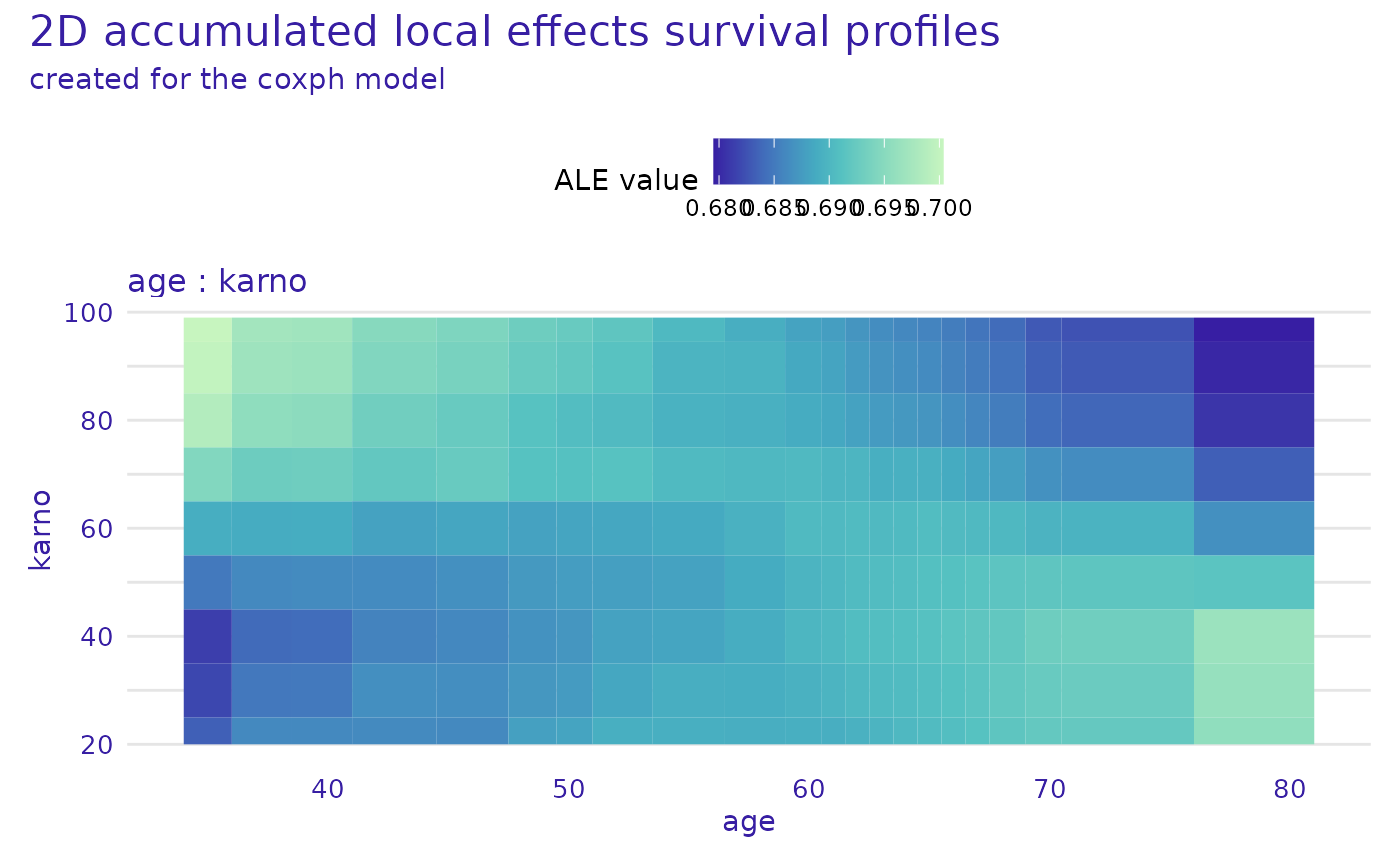 2D accumulated local effects survival profiles
created for the coxph model
ALE value
0.680 0.685 0.690 0.695 0.700
age : karno
100
80
60
40
20
karno
40 50 60 70 80
age